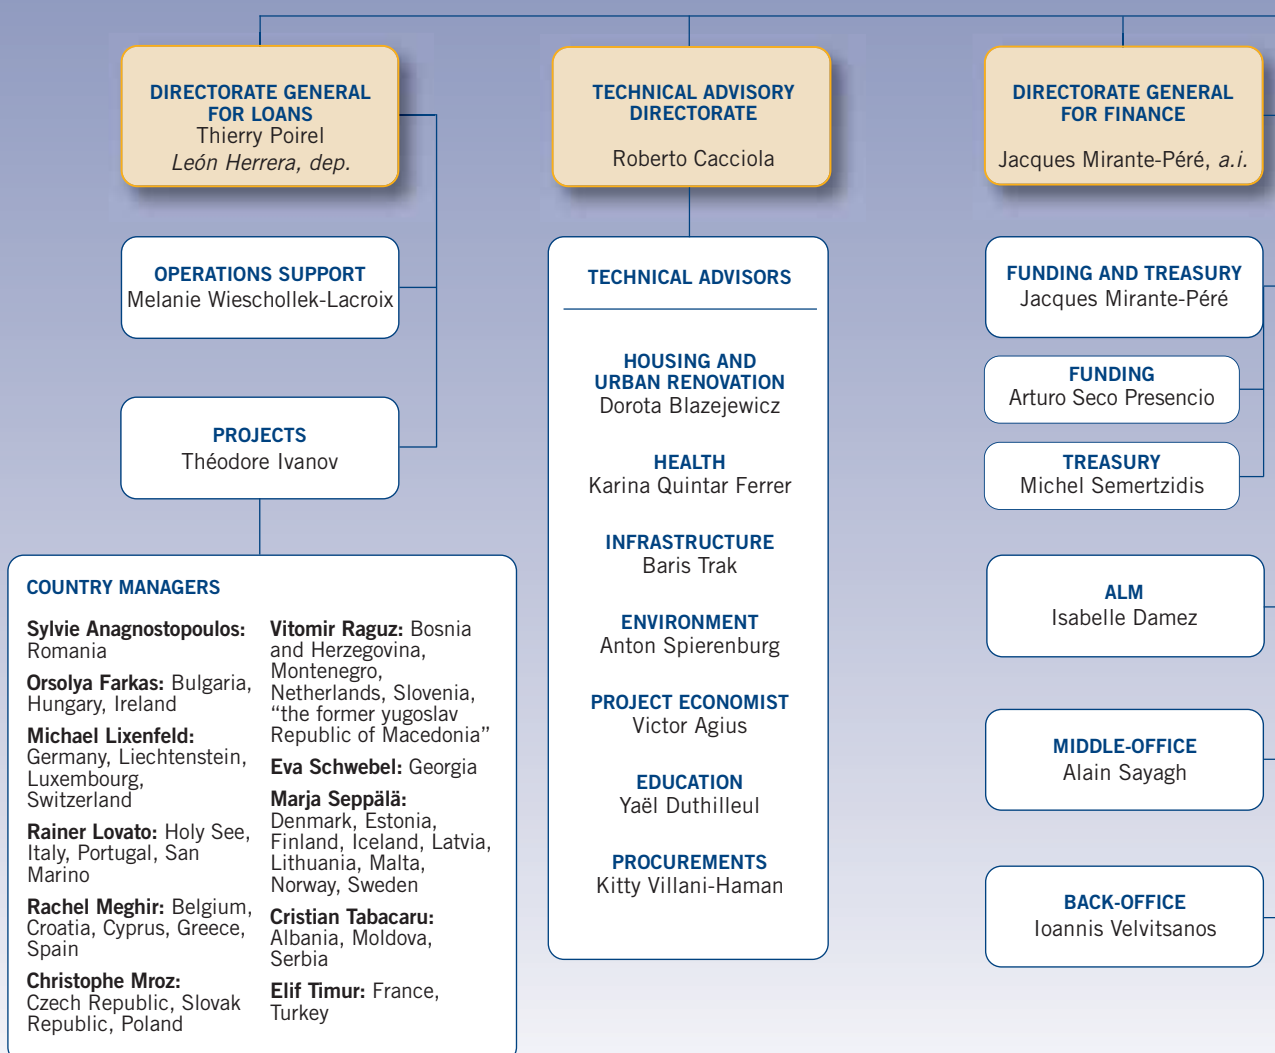 DIRECTORATE GENERAL
FOR LOANS
Thierry Poirel
León Herrera, dep.
OPERATIONS SUPPORT
Melanie Wieschollek-Lacroix
PROJECTS
Théodore Ivanov
COUNTRY MANAGERS
Sylvie Anagnostopoulos:
Romania
Orsolya Farkas: Bulgaria,
Hungary, Ireland
Michael Lixenfeld:
Germany, Liechtenstein,
Luxembourg,
Switzerland
Rainer Lovato: Holy See,
Italy, Portugal, San
Marino
Rachel Meghir: Belgium,
Croatia, Cyprus, Greece,
Spain
Christophe Mroz:
Czech Republic, Slovak
Republic, Poland
Vitomir Raguz: Bosnia
and Herzegovina,
Montenegro,
Netherlands, Slovenia,
“the former yugoslav
Republic of Macedonia”
Eva Schwebel: Georgia
Marja Seppälä:
Denmark, Estonia,
Finland, Iceland, Latvia,
Lithuania, Malta,
Norway, Sweden
Cristian Tabacaru:
Albania, Moldova,
Serbia
Elif Timur: France,
Turkey
TECHNICAL ADVISORY
DIRECTORATE
Roberto Cacciola
TECHNICAL ADVISORS
HOUSING AND
URBAN RENOVATION
Dorota Blazejewicz
HEALTH
Karina Quintar Ferrer
INFRASTRUCTURE
Baris Trak
ENVIRONMENT
Anton Spierenburg
PROJECT ECONOMIST
Victor Agius
EDUCATION
Yaël Duthilleul
PROCUREMENTS
Kitty Villani-Haman
DIRECTORATE GENERAL
FOR FINANCE
Jacques Mirante-Péré, a.i.
FUNDING AND TREASURY
Jacques Mirante-Péré
FUNDING
Arturo Seco Presencio
TREASURY
Michel Semertzidis
ALM
Isabelle Damez
MIDDLE-OFFICE
Alain Sayagh
BACK-OFFICE
Ioannis Velvitsanos